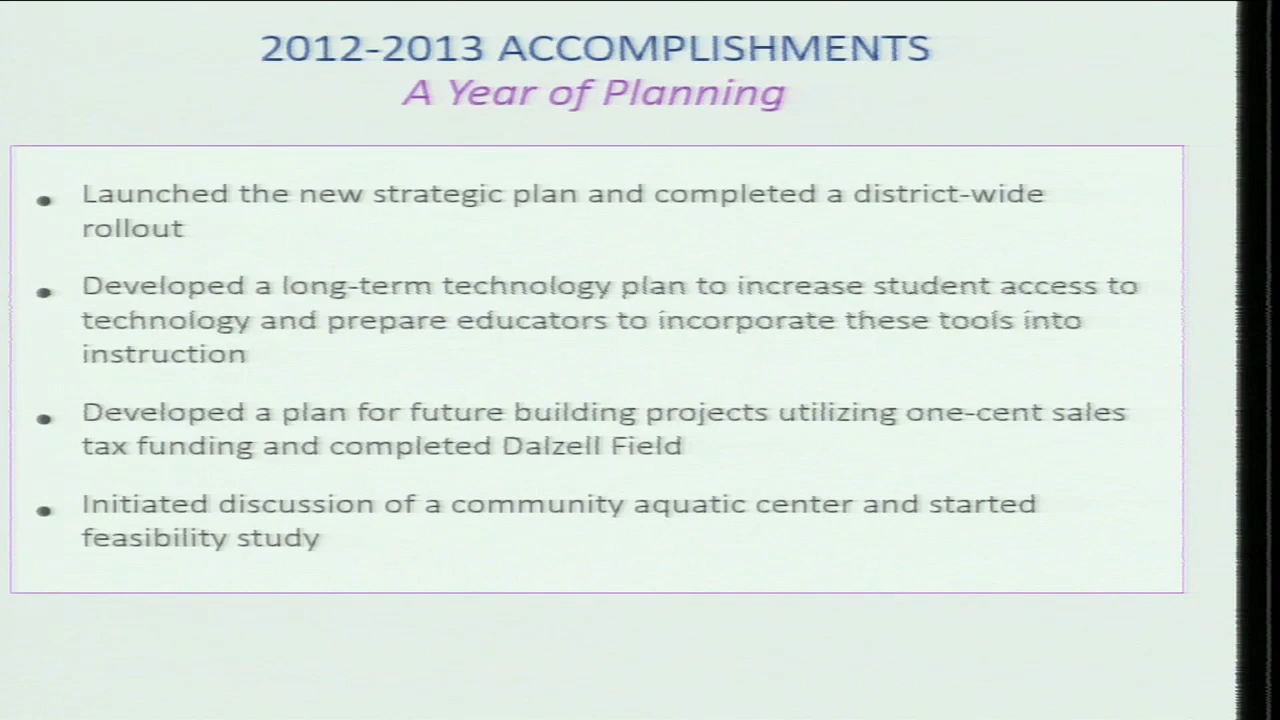 2012-2013 ACCOMPLISHMENTS
A Year of Planning
• Launched the new strategic plan and completed a district-wide
rollout
• Developed a long-term technology plan to increase student access to
technology and prepare educators to incorporate these tools into
instruction
• Developed a plan for future building projects utilizing one-cent sales
tax funding and completed Dalzell Field
• Initiated discussion of a community aquatic center and started
feasibility study